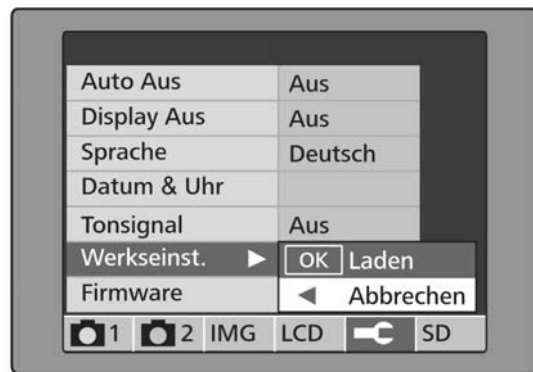 Auto Aus Aus
Display Aus Aus
Sprache Deutsch
Datum & Uhr
Tonsignal Aus
Werkseinst. OK Laden
Firmware Abbrechen
1 2 IMG LCD SD